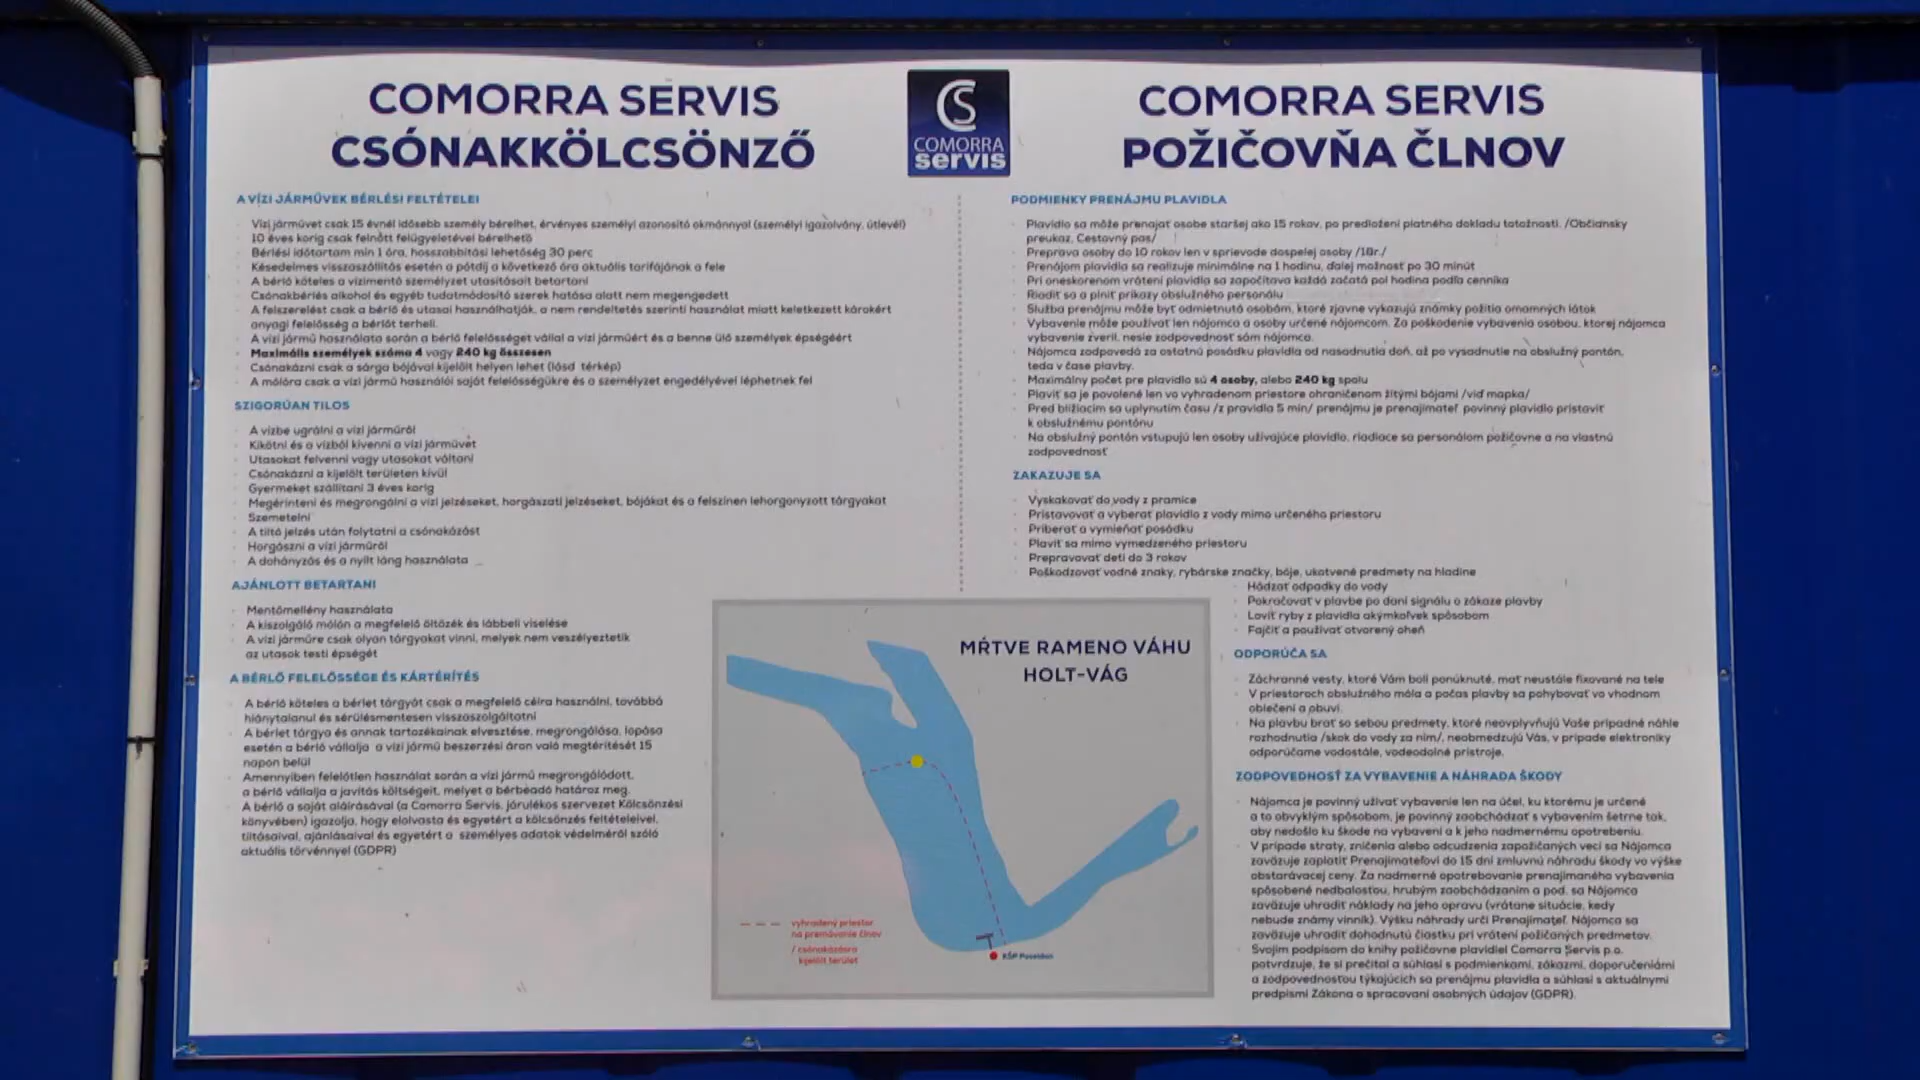 COMORRA SERVIS
CSÓNAKKÖLCSÖNZŐ
A VÍZI JÁRMŰVEK BÉRLÉSI FELTÉTELEI
Vízi járművet csak 15 évnél idősebb személy bérelhet, érvényes személyi azonosító okmánnyal (személyi igazolvány, útlevél)
10 éves korig csak felnőtt felügyeletével bérelhető
Bérlési időtartam min 1 óra, hosszabbítási lehetőség 30 perc
Késedelmes visszaszállítás esetén a pótdíj a következő óra aktuális tarifájának a fele
A bérlő köteles a vízimentő személyzet utasításait betartani
Csónakbérlés alkohol és egyéb tudatmódosító szerek hatása alatt nem megengedett
A felszerelést csak a bérlő és utasai használhatják, a nem rendeltetés szerinti használat miatt keletkezett károkért
anyagi felelősség a bérlőt terheli.
A vízi jármű használata során a bérlő felelősséget vállal a vízi járműért és a benne ülő személyek épségéért
Maximális személyek száma 4 vagy 240 kg összesen
Csónakázni csak a sárga bójával kijelölt helyen lehet (lásd térkép)
A mólóra csak a vízi jármű használói saját felelősségükre és a személyzet engedélyével léphetnek fel
SZIGORÚAN TILOS
A vízbe ugrálni a vízi járműről
Kikötni és a vízből kivenni a vízi járművet
Utasokat felvenni vagy utasokat váltani
Csónakázni a kijelölt területen kívül
Gyermeket szállítani 3 éves korig
Megérinteni és megrongálni a vízi jelzéseket, horgászati jelzéseket, bójákat és a felszínen lehorgonyzott tárgyakat
Szemetelni
A tiltó jelzés után folytatni a csónakázást
Horgászni a vízi járműről
A dohányzás és a nyílt láng használata
AJÁNLOTT BETARTANI
Mentőmellény használata
A kiszolgáló mólón a megfelelő öltözék és lábbeli viselése
A vízi járműre csak olyan tárgyakat vinni, melyek nem veszélyeztetik
az utasok testi épségét
A BÉRLŐ FELELŐSSÉGE ÉS KÁRTÉRÍTÉS
A bérlő köteles a bérlet tárgyát csak a megfelelő célra használni, továbbá
hiánytalanul és sérülésmentesen visszaszolgáltatni
A bérlet tárgya és annak tartozékainak elvesztése, megrongálása, lopása
esetén a bérlő vállalja a vízi jármű beszerzési áron való megtérítését 15
napon belül
Amennyiben felelőtlen használat során a vízi jármű megrongálódott,
a bérlő vállalja a javítás költségeit, melyet a bérbeadó határoz meg.
A bérlő a saját aláírásával (a Comorra Servis, járulékos szervezet Kölcsönzési
könyvében) igazolja, hogy elolvasta és egyetért a kölcsönzés feltételeivel,
tiltásaival, ajánlásaival és egyetért a személyes adatok védelméről szóló
aktuális törvénnyel (GDPR)
CS
COMORRA
servis
COMORRA SERVIS
POŽIČOVŇA ČLNOV
PODMIENKY PRENÁJMU PLAVIDLA
Plavidlo sa môže prenajať osobe staršej ako 15 rokov, po predložení platného dokladu totožnosti. /Občiansky
preukaz, Cestovný pas/
Preprava osoby do 10 rokov len v sprievode dospelej osoby /18r./
Prenájom plavidla sa realizuje minimálne na 1 hodinu, ďalej možnosť po 30 minút
Pri oneskorenom vrátení plavidla sa započítava každá začatá pol hodina podľa cenníka
Riadiť sa a plniť príkazy obslužného personálu
Služba prenájmu môže byť odmietnutá osobám, ktoré zjavne vykazujú známky požitia omamných látok
Vybavenie môže používať len nájomca a osoby určené nájomcom. Za poškodenie vybavenia osobou, ktorej nájomca
vybavenie zveril, nesie zodpovednosť sám nájomca.
Nájomca zodpovedá za ostatnú posádku plavidla od nasadnutia doň, až po vysadnutie na obslužný pontón,
teda v čase plavby.
Maximálny počet pre plavidlo sú 4 osoby, alebo 240 kg spolu
Plaviť sa je povolené len vo vyhradenom priestore ohraničenom žltými bójami /viď mapka/
Pred blížiacim sa uplynutím času /z pravidla 5 min/ prenájmu je prenajímateľ povinný plavidlo pristaviť
k obslužnému pontónu
Na obslužný pontón vstupujú len osoby užívajúce plavidlo, riadiace sa personálom požičovne a na vlastnú
zodpovednosť
ZAKAZUJE SA
Vyskakovať do vody z pramice
Pristavovať a vyberať plavidlo z vody mimo určeného priestoru
Priberať a vymieňať posádku
Plaviť sa mimo vymedzeného priestoru
Prepravovať deti do 3 rokov
Poškodzovať vodné znaky, rybárske značky, bóje, ukotvené predmety na hladine
Hádzať odpadky do vody
Pokračovať v plavbe po daní signálu o zákaze plavby
Loviť ryby z plavidla akýmkoľvek spôsobom
Fajčiť a používať otvorený oheň
ODPORÚČA SA
Záchranné vesty, ktoré Vám boli ponúknuté, mať neustále fixované na tele
V priestoroch obslužného móla a počas plavby sa pohybovať vo vhodnom
oblečení a obuvi.
Na plavbu brať so sebou predmety, ktoré neovplyvňujú Vaše prípadné náhle
rozhodnutia /skok do vody za ním/, neobmedzujú Vás, v prípade elektroniky
odporúčame vodostále, vodeodolné prístroje.
ZODPOVEDNOSŤ ZA VYBAVENIE A NÁHRADA ŠKODY
Nájomca je povinný užívať vybavenie len na účel, ku ktorému je určené
a to obvyklým spôsobom, je povinný zaobchádzať s vybavením šetrne tak,
aby nedošlo ku škode na vybavení a k jeho nadmernému opotrebeniu.
V prípade straty, zničenia alebo odcudzenia zapožičaných vecí sa Nájomca
zaväzuje zaplatiť Prenajímateľovi do 15 dní zmluvnú náhradu škody vo výške
obstarávacej ceny. Za nadmerné opotrebovanie prenajímaného vybavenia
spôsobené nedbalosťou, hrubým zaobchádzaním a pod. sa Nájomca
zaväzuje uhradiť náklady na jeho opravu (vrátane situácie, kedy
nebude známy vinník). Výšku náhrady určí Prenajímateľ. Nájomca sa
zaväzuje uhradiť dohodnutú čiastku pri vrátení požičaných predmetov.
Svojim podpisom do knihy požičovne plavidiel Comorra Servis p.o.
potvrdzuje, že si prečítal a súhlasí s podmienkami, zákazmi, doporučeniami
a zodpovednosťou týkajúcich sa prenájmu plavidla a súhlasí s aktuálnymi
predpismi Zákona o spracovaní osobných údajov (GDPR).
MŔTVE RAMENO VÁHU
HOLT-VÁG
vyhradený priestor
na premávanie člnov
/ csónakázásra
kijelölt terület
KŠP Poseidon